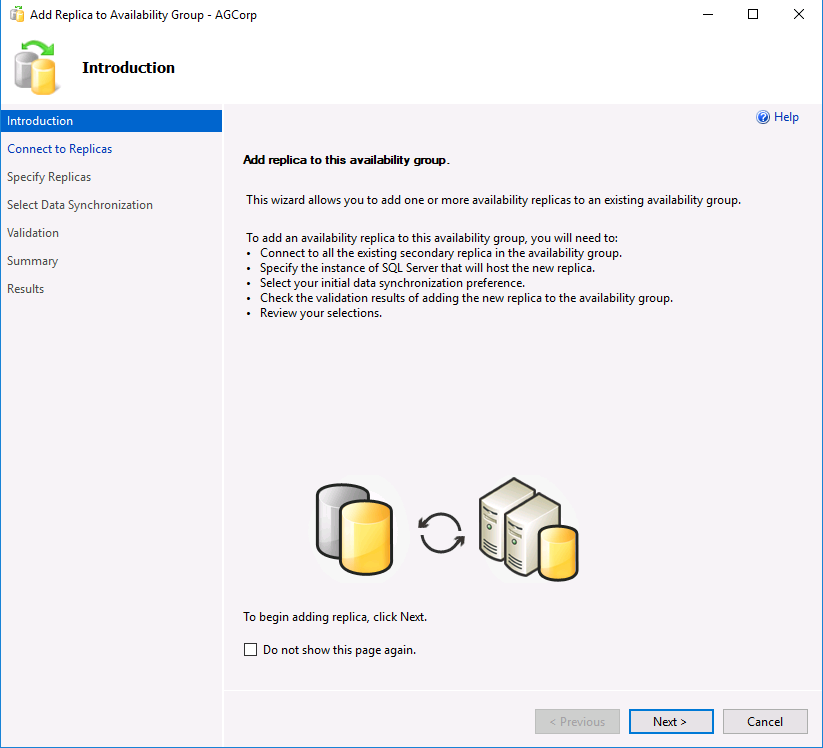 Add Replica to Availability Group - AGCorp
Introduction
Introduction
Connect to Replicas
Specify Replicas
Select Data Synchronization
Validation
Summary
Results
Help
Add replica to this availability group.
This wizard allows you to add one or more availability replicas to an existing availability group.
To add an availability replica to this availability group, you will need to:
• Connect to all the existing secondary replica in the availability group.
• Specify the instance of SQL Server that will host the new replica.
• Select your initial data synchronization preference.
• Check the validation results of adding the new replica to the availability group.
• Review your selections.
To begin adding replica, click Next.
Do not show this page again.
< Previous
Next >
Cancel